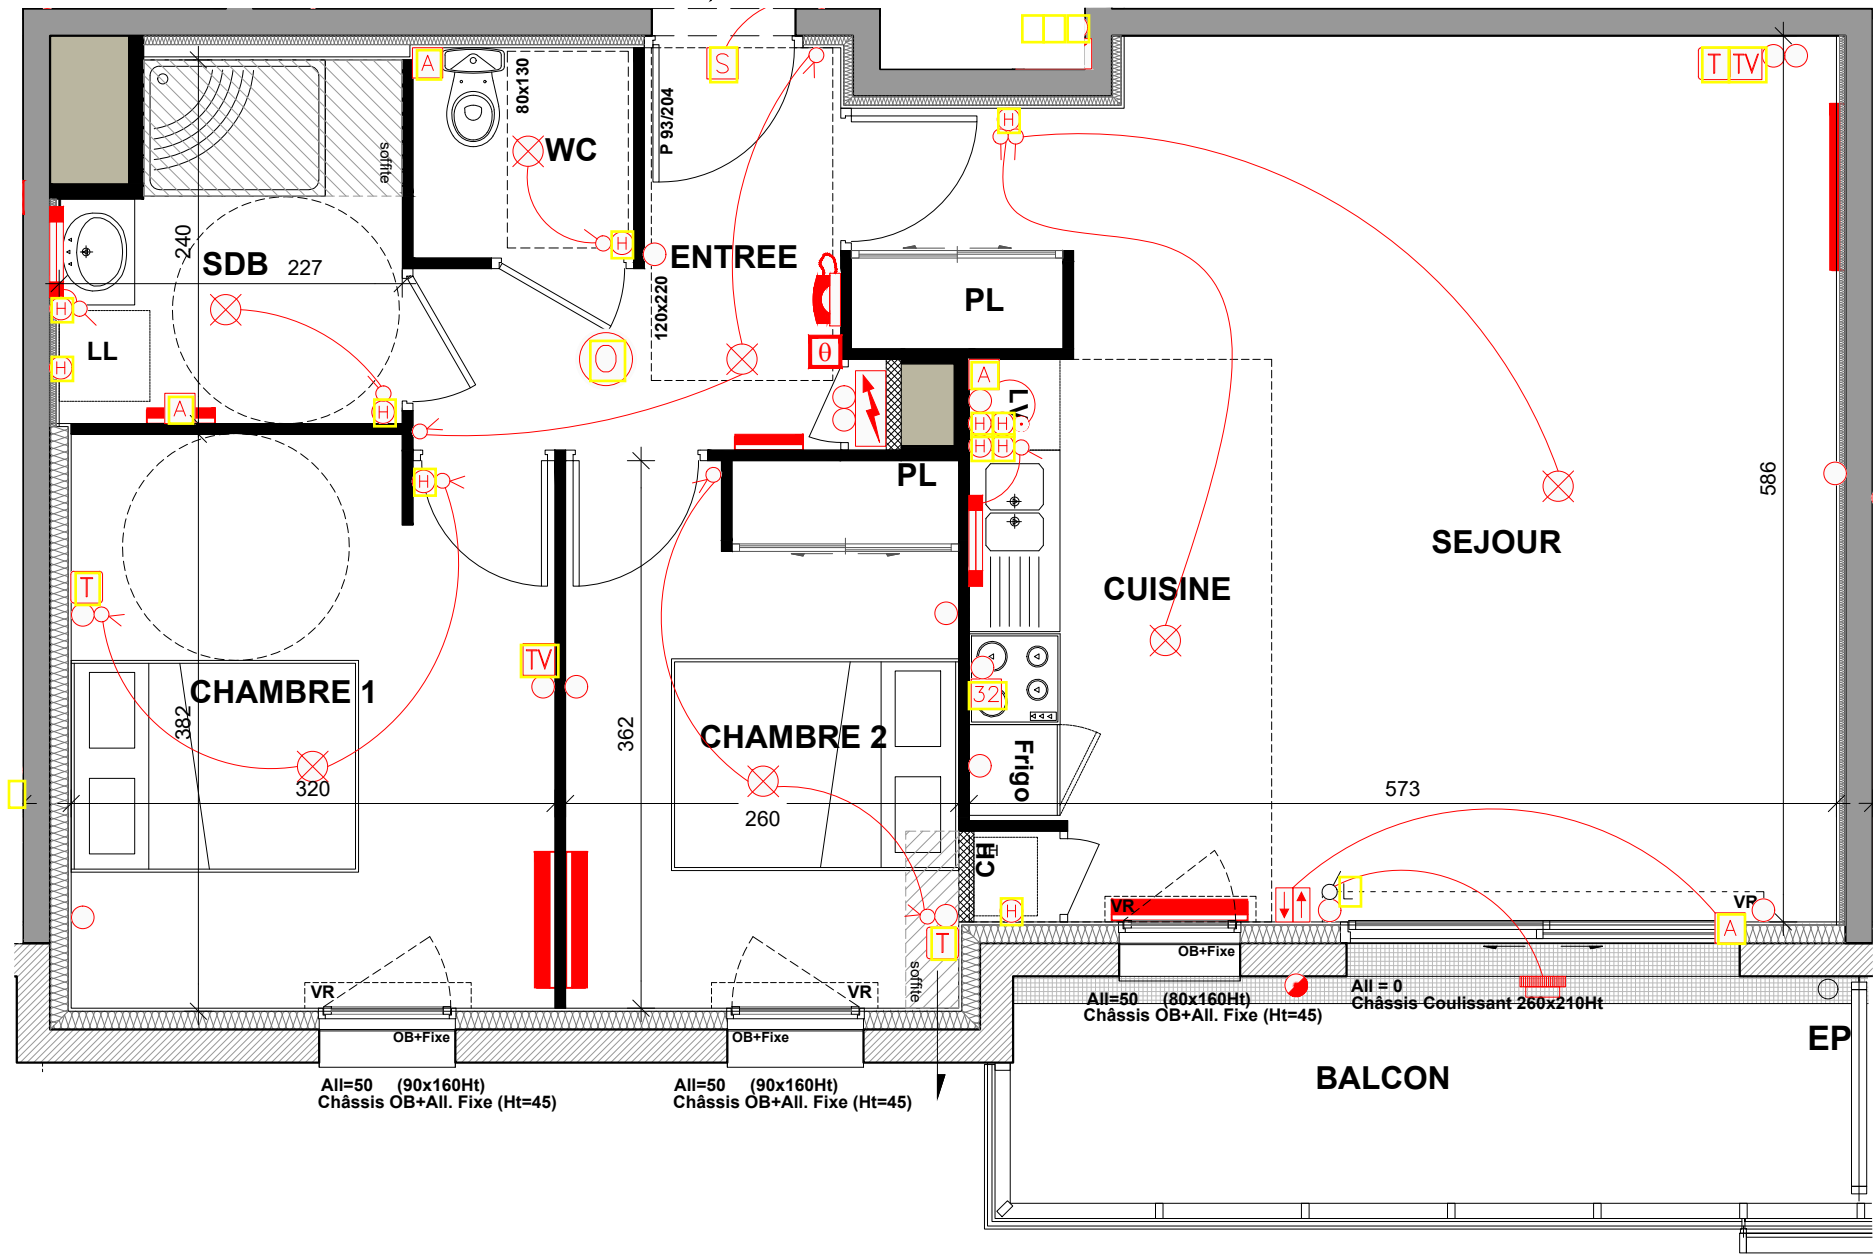 A
S
T TV
80x130
P 93/204
H
soffite
WC
H
240
SDB 227
ENTREE
120x220
PL
H
LL
H
O
θ
A
A
H
LV
H H
H H
PL
H
586
SEJOUR
T
CUISINE
TV
32
CHAMBRE 1
382
362
CHAMBRE 2
Frigo
320
260
573
CH
H
VR
L
VR
A
T
soffite
OB+Fixe
VR
VR
OB+Fixe
OB+Fixe
All=50 (80x160Ht)
Châssis OB+All. Fixe (Ht=45)
All = 0
Châssis Coulissant 260x210Ht
EP
BALCON
All=50 (90x160Ht)
Châssis OB+All. Fixe (Ht=45)
All=50 (90x160Ht)
Châssis OB+All. Fixe (Ht=45)